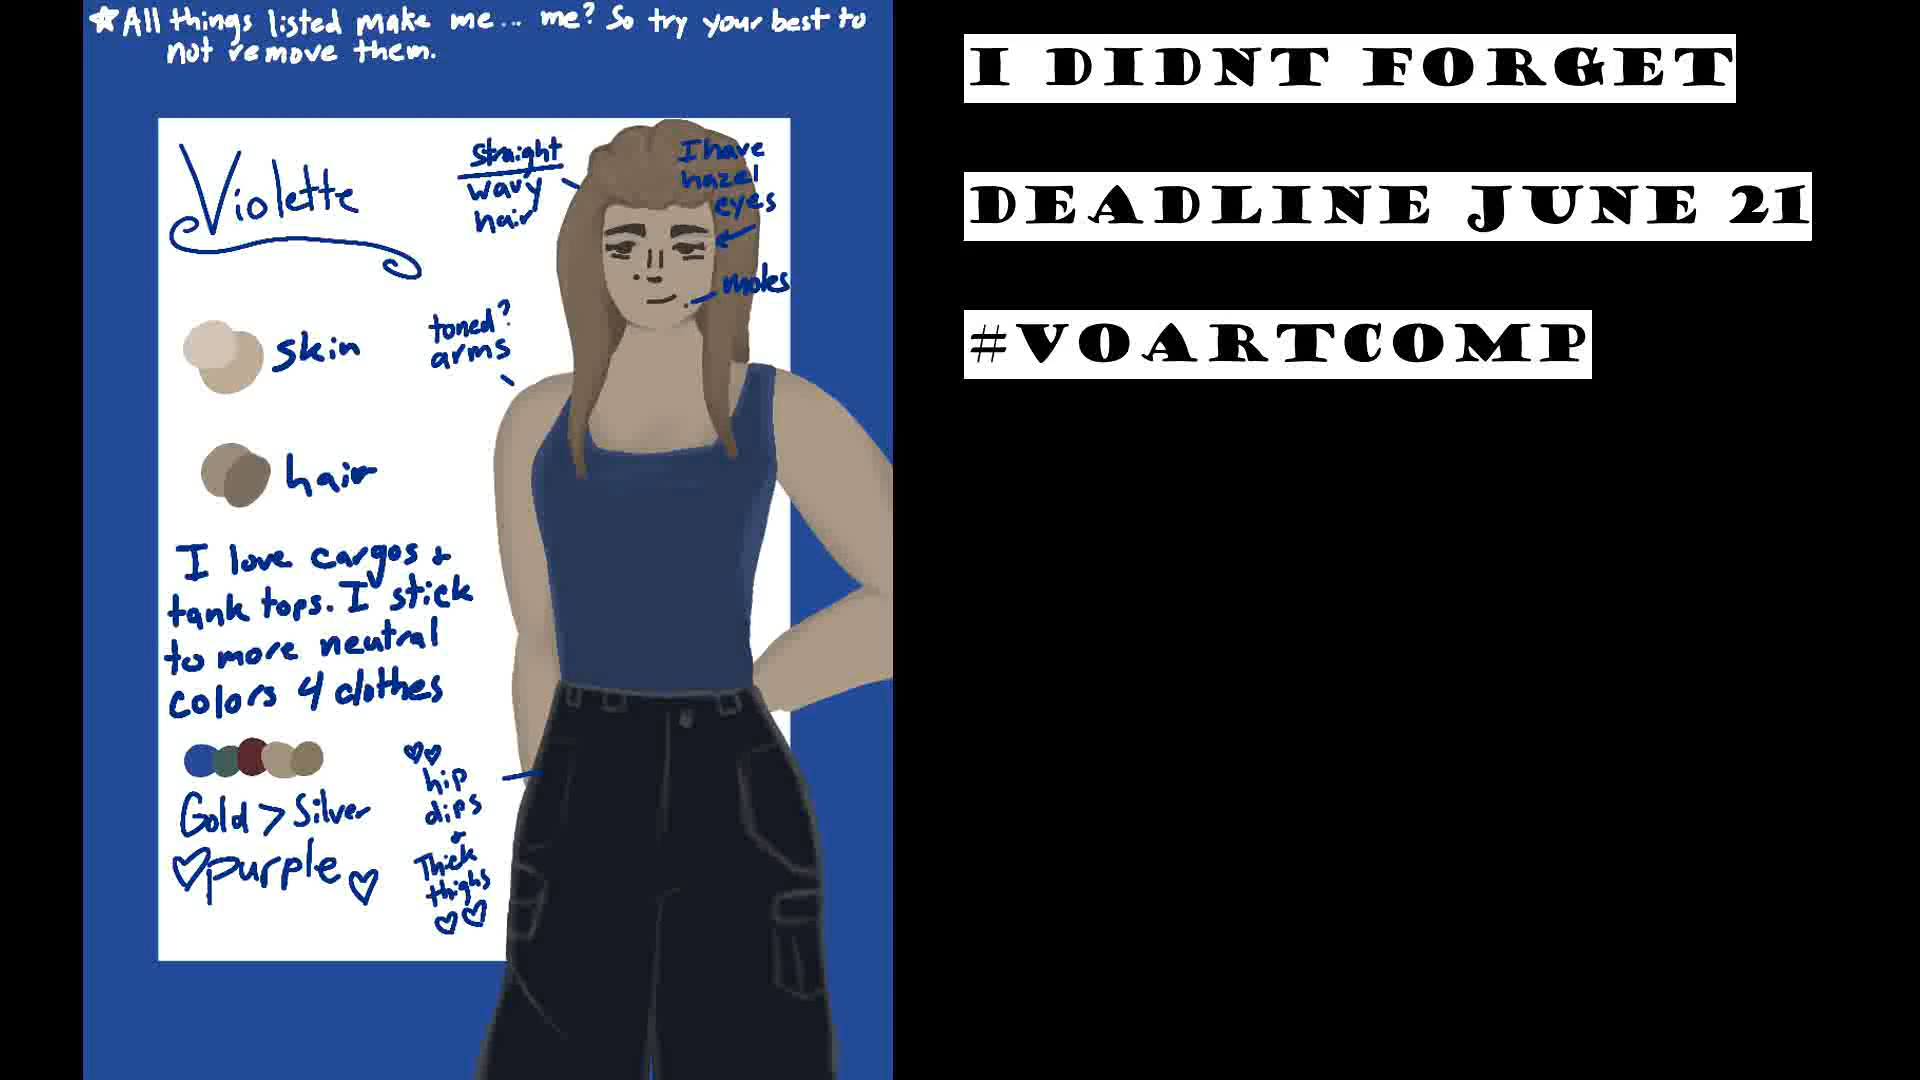 ☆All things listed make me... me? So try your best to
not remove them.
Violette
straight
wavy
hair
I have
hazel
eyes
moles
toned?
arms
skin
hair
I love cargos +
tank tops. I stick
to more neutral
colors 4 clothes
Gold > Silver
♡purple♡
♡♡
hip
dips
+
Thick
thighs
♡♡
I DIDNT FORGET
DEADLINE JUNE 21
#VOARTCOMP